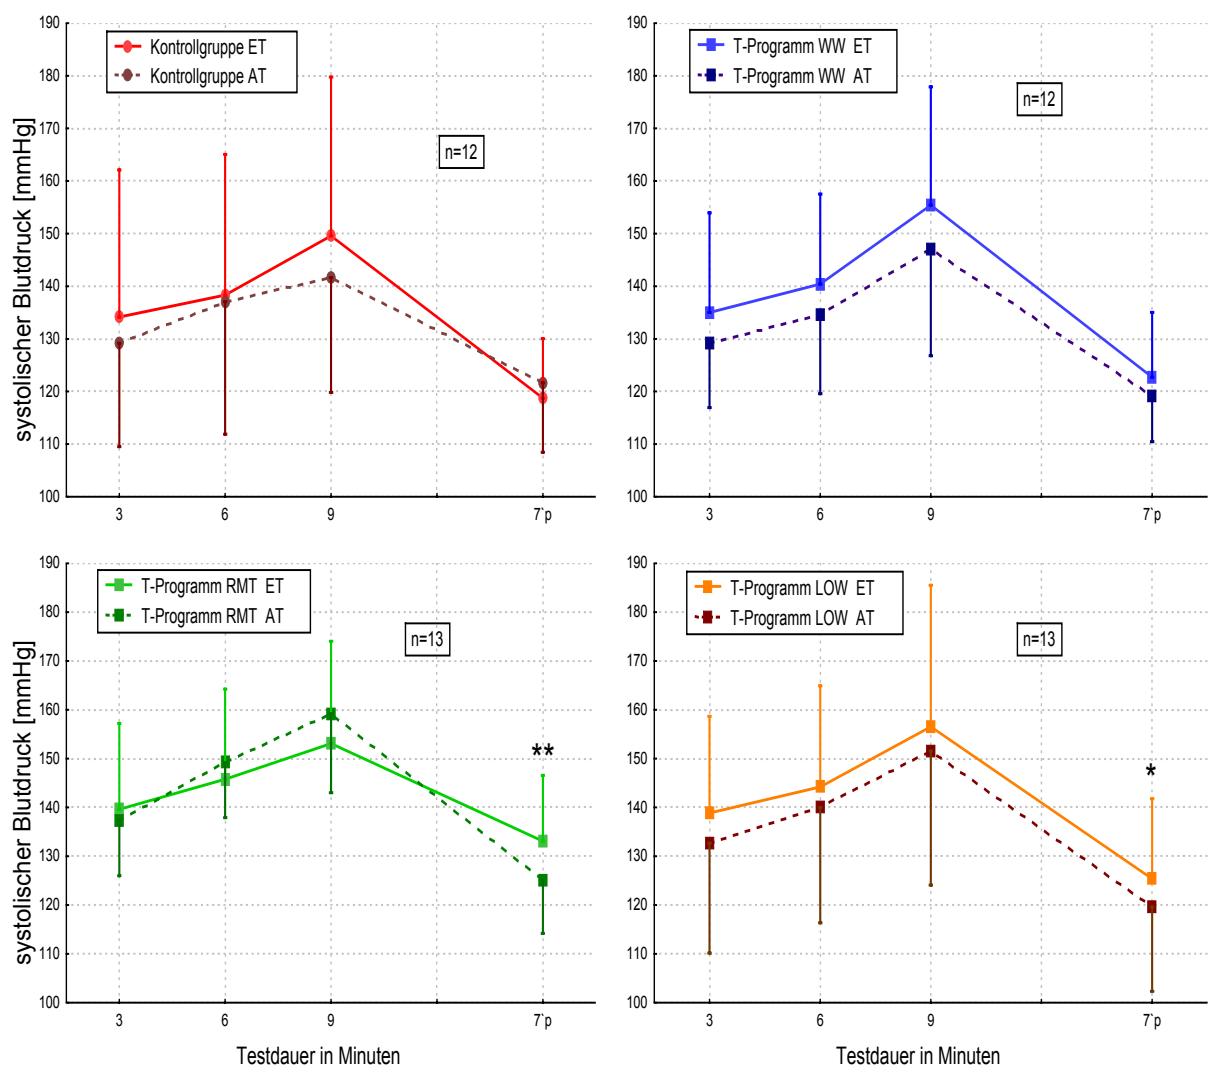 190
180
170
160
150
140
130
120
110
100
systolischer Blutdruck [mmHg]
Kontrollgruppe ET
Kontrollgruppe AT
n=12
3
6
9
7`p
190
180
170
160
150
140
130
120
110
100
T-Programm WW ET
T-Programm WW AT
n=12
3
6
9
7`p
190
180
170
160
150
140
130
120
110
100
systolischer Blutdruck [mmHg]
T-Programm RMT ET
T-Programm RMT AT
n=13
**
3
6
9
7`p
Testdauer in Minuten
190
180
170
160
150
140
130
120
110
100
T-Programm LOW ET
T-Programm LOW AT
n=13
*
3
6
9
7`p
Testdauer in Minuten